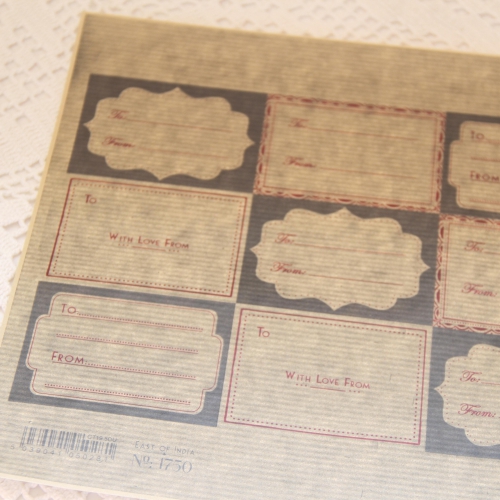 To:
From:
To:
From:
To
From
To
With Love From
To:
From:
To:
From:
To
From
To
With Love From
To:
From:
EAST OF INDIA
No: 1750